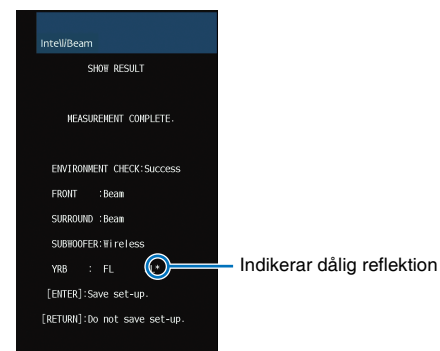 IntelliBeam
SHOW RESULT
MEASUREMENT COMPLETE.
ENVIRONMENT CHECK:Success
FRONT :Beam
SURROUND :Beam
SUBWOOFER:Wireless
YRB : FL *
Indikerar dålig reflektion
[ENTER]:Save set-up.
[RETURN]:Do not save set-up.